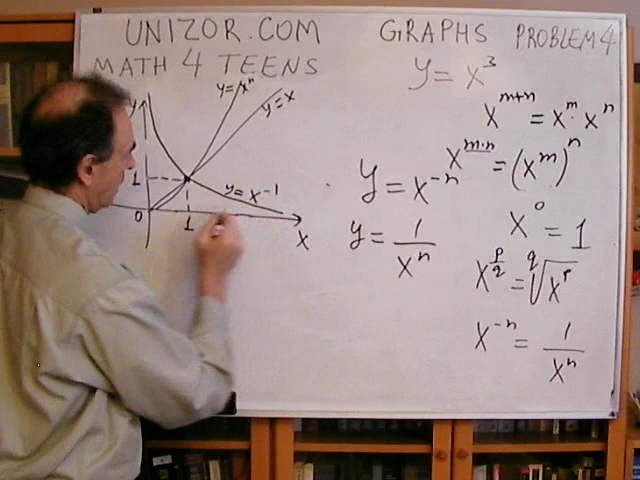 UNIZOR.COM
MATH 4 TEENS
GRAPHS PROBLEM 4
y = x³
y = xⁿ
y = x
y
1
y = x⁻¹
0
1
X
y = x⁻ⁿ
y = 1/xⁿ
x^(m+n) = x^m · x^n
x^(m·n) = (x^m)^n
x⁰ = 1
x^(p/q) = q√(x^p)
x⁻ⁿ = 1/xⁿ